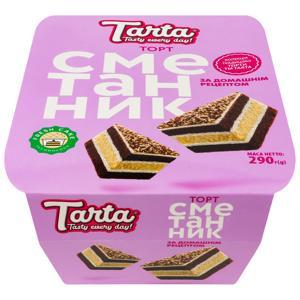 Tarta
Tasty every day!
ТОРТ
СМЕ
ТАН
НИК
ЗА ДОМАШНІМ
РЕЦЕПТОМ
FRESH CAKE
МАСА НЕТТО:
290 г(g)
Tarta
Tasty every day!
ТОРТ
СМЕ
ТАН
НИК
ЗА ДОМАШНІМ
РЕЦЕПТОМ